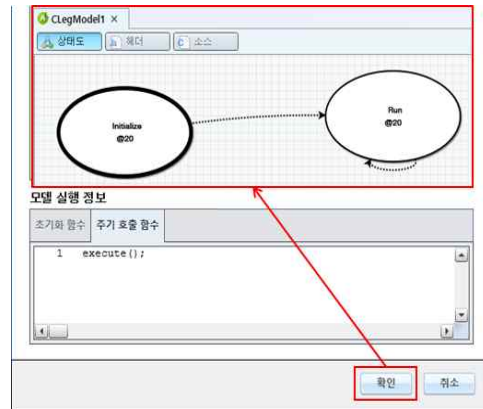 CLegModel1 ×
상태도 h 헤더 c 소스
Initialize
@20
Run
@20
모델 실행 정보
초기화 함수 주기 호출 함수
1 execute();
확인 취소